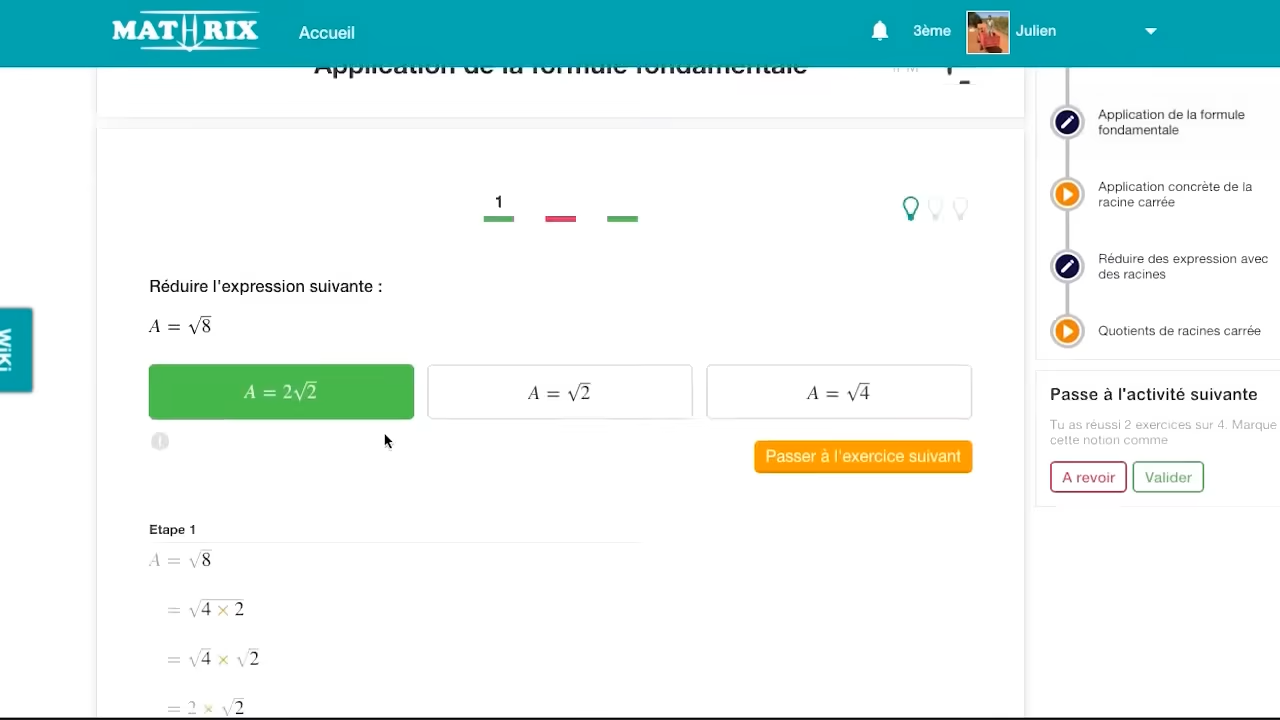 MATHRIX
Accueil
3ème
Julien
Application de la formule fondamentale
1
Réduire l'expression suivante :
A = √8
A = 2√2
A = √2
A = √4
Passer à l'exercice suivant
Etape 1
A = √8
= √4 × 2
= √4 × √2
= 2 × √2
Wiki
Application de la formule
fondamentale
Application concrète de la
racine carrée
Réduire des expression avec
des racines
Quotients de racines carrée
Passe à l'activité suivante
Tu as réussi 2 exercices sur 4. Marque
cette notion comme
A revoir
Valider